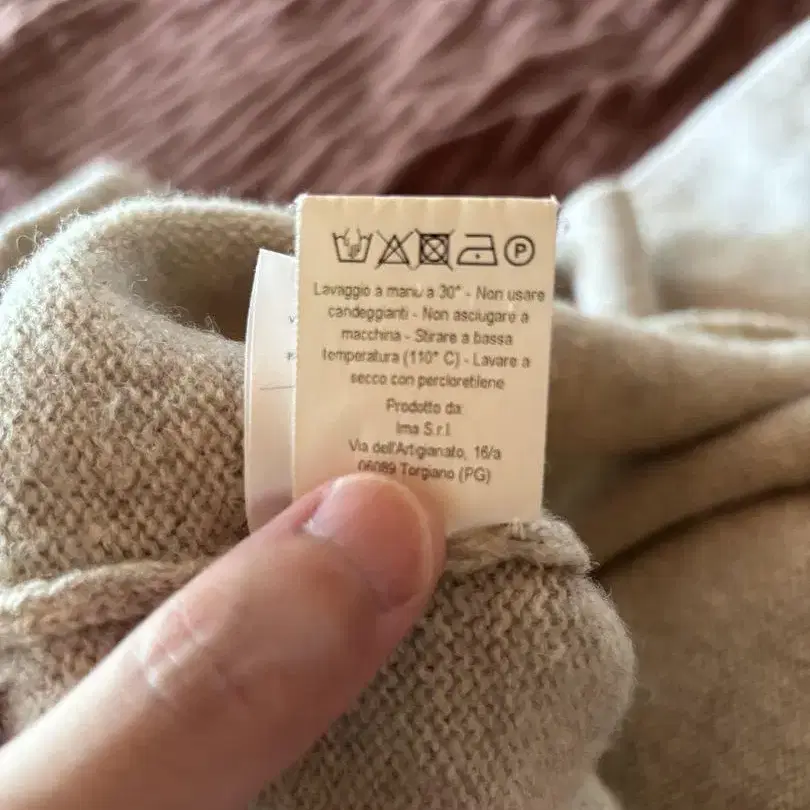 P
Lavaggio a mano a 30° - Non usare
candeggianti - Non asciugare a
macchina - Stirare a bassa
temperatura (110° C) - Lavare a
secco con percloretilene
Prodotto da:
Ima S.r.l.
Via dell'Artigianato, 16/a
06089 Torgiano (PG)